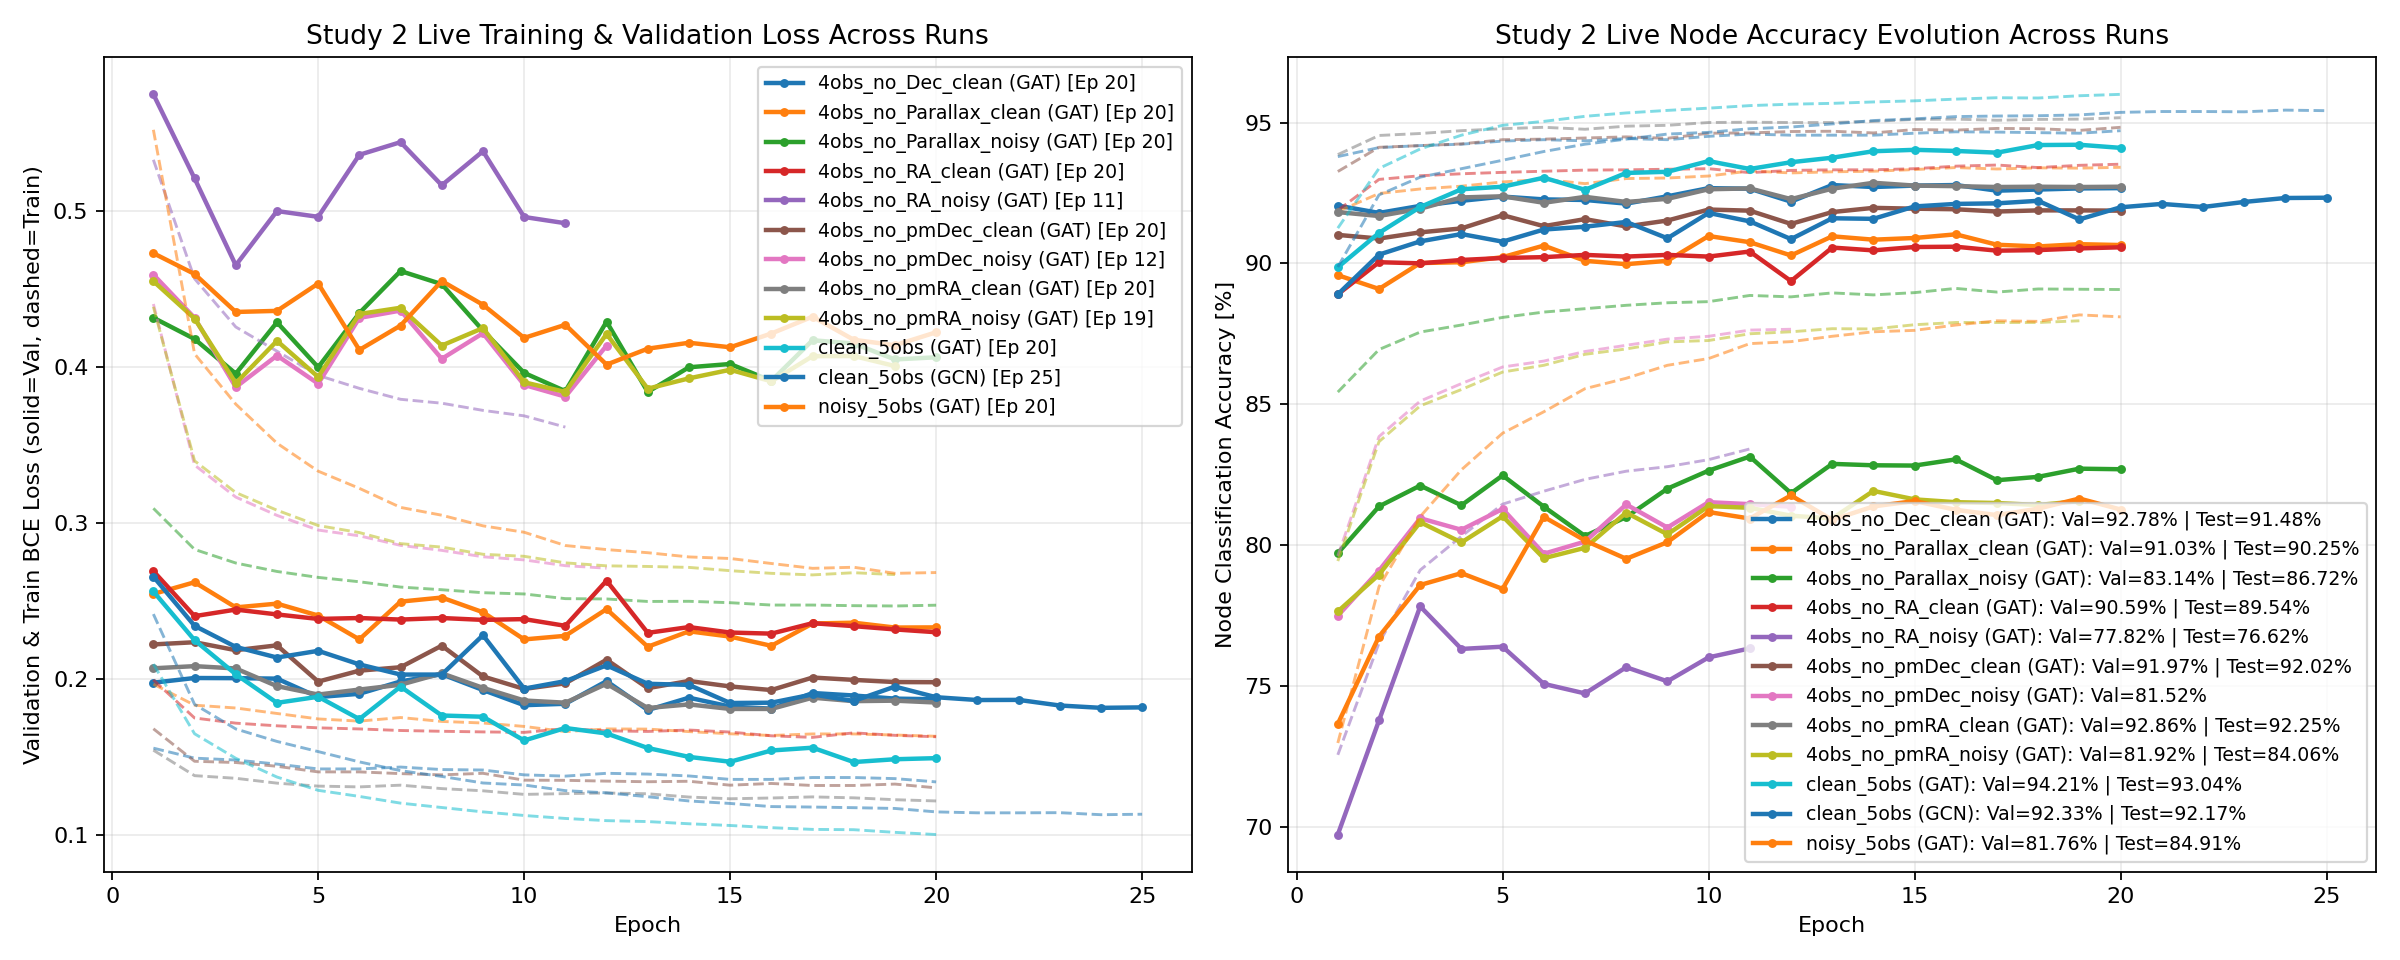 Study 2 Live Training & Validation Loss Across Runs
Validation & Train BCE Loss (solid=Val, dashed=Train)
0.5
0.4
0.3
0.2
0.1
0
5
10
15
20
25
Epoch
4obs_no_Dec_clean (GAT) [Ep 20]
4obs_no_Parallax_clean (GAT) [Ep 20]
4obs_no_Parallax_noisy (GAT) [Ep 20]
4obs_no_RA_clean (GAT) [Ep 20]
4obs_no_RA_noisy (GAT) [Ep 11]
4obs_no_pmDec_clean (GAT) [Ep 20]
4obs_no_pmDec_noisy (GAT) [Ep 12]
4obs_no_pmRA_clean (GAT) [Ep 20]
4obs_no_pmRA_noisy (GAT) [Ep 19]
clean_5obs (GAT) [Ep 20]
clean_5obs (GCN) [Ep 25]
noisy_5obs (GAT) [Ep 20]
Study 2 Live Node Accuracy Evolution Across Runs
Node Classification Accuracy [%]
95
90
85
80
75
70
0
5
10
15
20
25
Epoch
4obs_no_Dec_clean (GAT): Val=92.78% | Test=91.48%
4obs_no_Parallax_clean (GAT): Val=91.03% | Test=90.25%
4obs_no_Parallax_noisy (GAT): Val=83.14% | Test=86.72%
4obs_no_RA_clean (GAT): Val=90.59% | Test=89.54%
4obs_no_RA_noisy (GAT): Val=77.82% | Test=76.62%
4obs_no_pmDec_clean (GAT): Val=91.97% | Test=92.02%
4obs_no_pmDec_noisy (GAT): Val=81.52%
4obs_no_pmRA_clean (GAT): Val=92.86% | Test=92.25%
4obs_no_pmRA_noisy (GAT): Val=81.92% | Test=84.06%
clean_5obs (GAT): Val=94.21% | Test=93.04%
clean_5obs (GCN): Val=92.33% | Test=92.17%
noisy_5obs (GAT): Val=81.76% | Test=84.91%